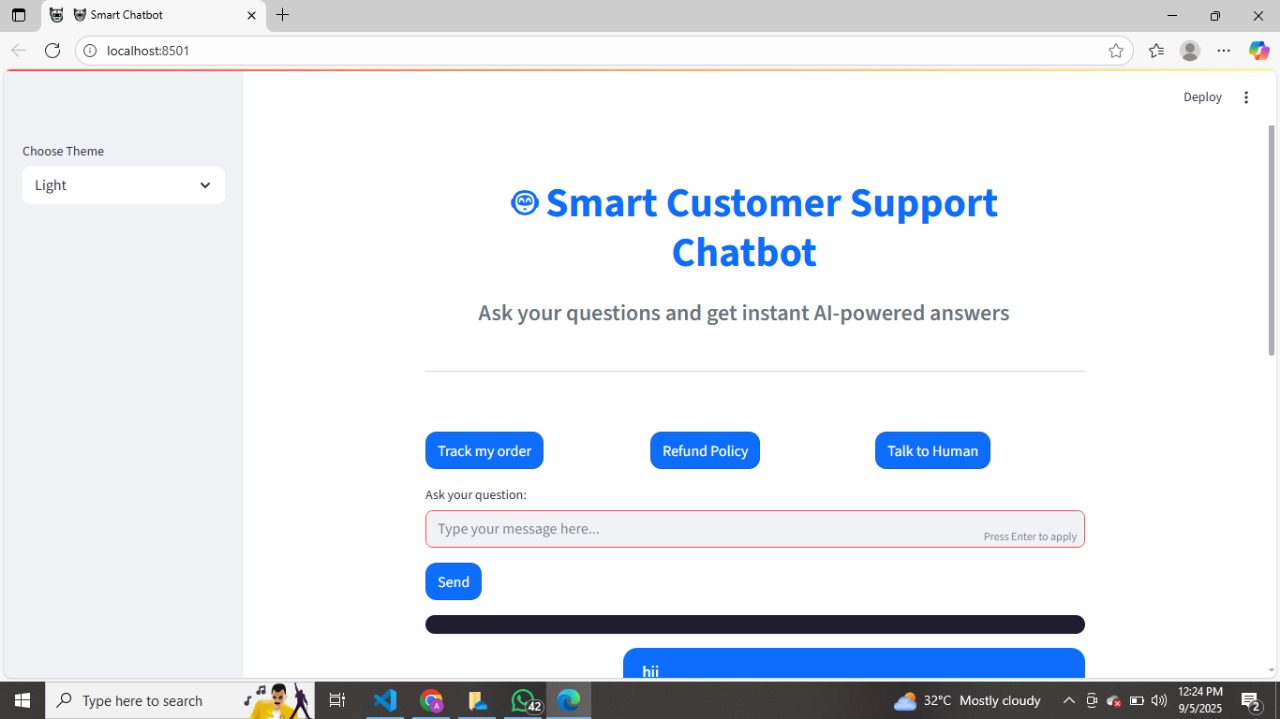 Smart Chatbot
localhost:8501
Deploy
Choose Theme
Light
Smart Customer Support
Chatbot
Ask your questions and get instant AI-powered answers
Track my order
Refund Policy
Talk to Human
Ask your question:
Type your message here...
Press Enter to apply
Send
hii
Type here to search
42
32°C Mostly cloudy
12:24 PM
9/5/2025
2